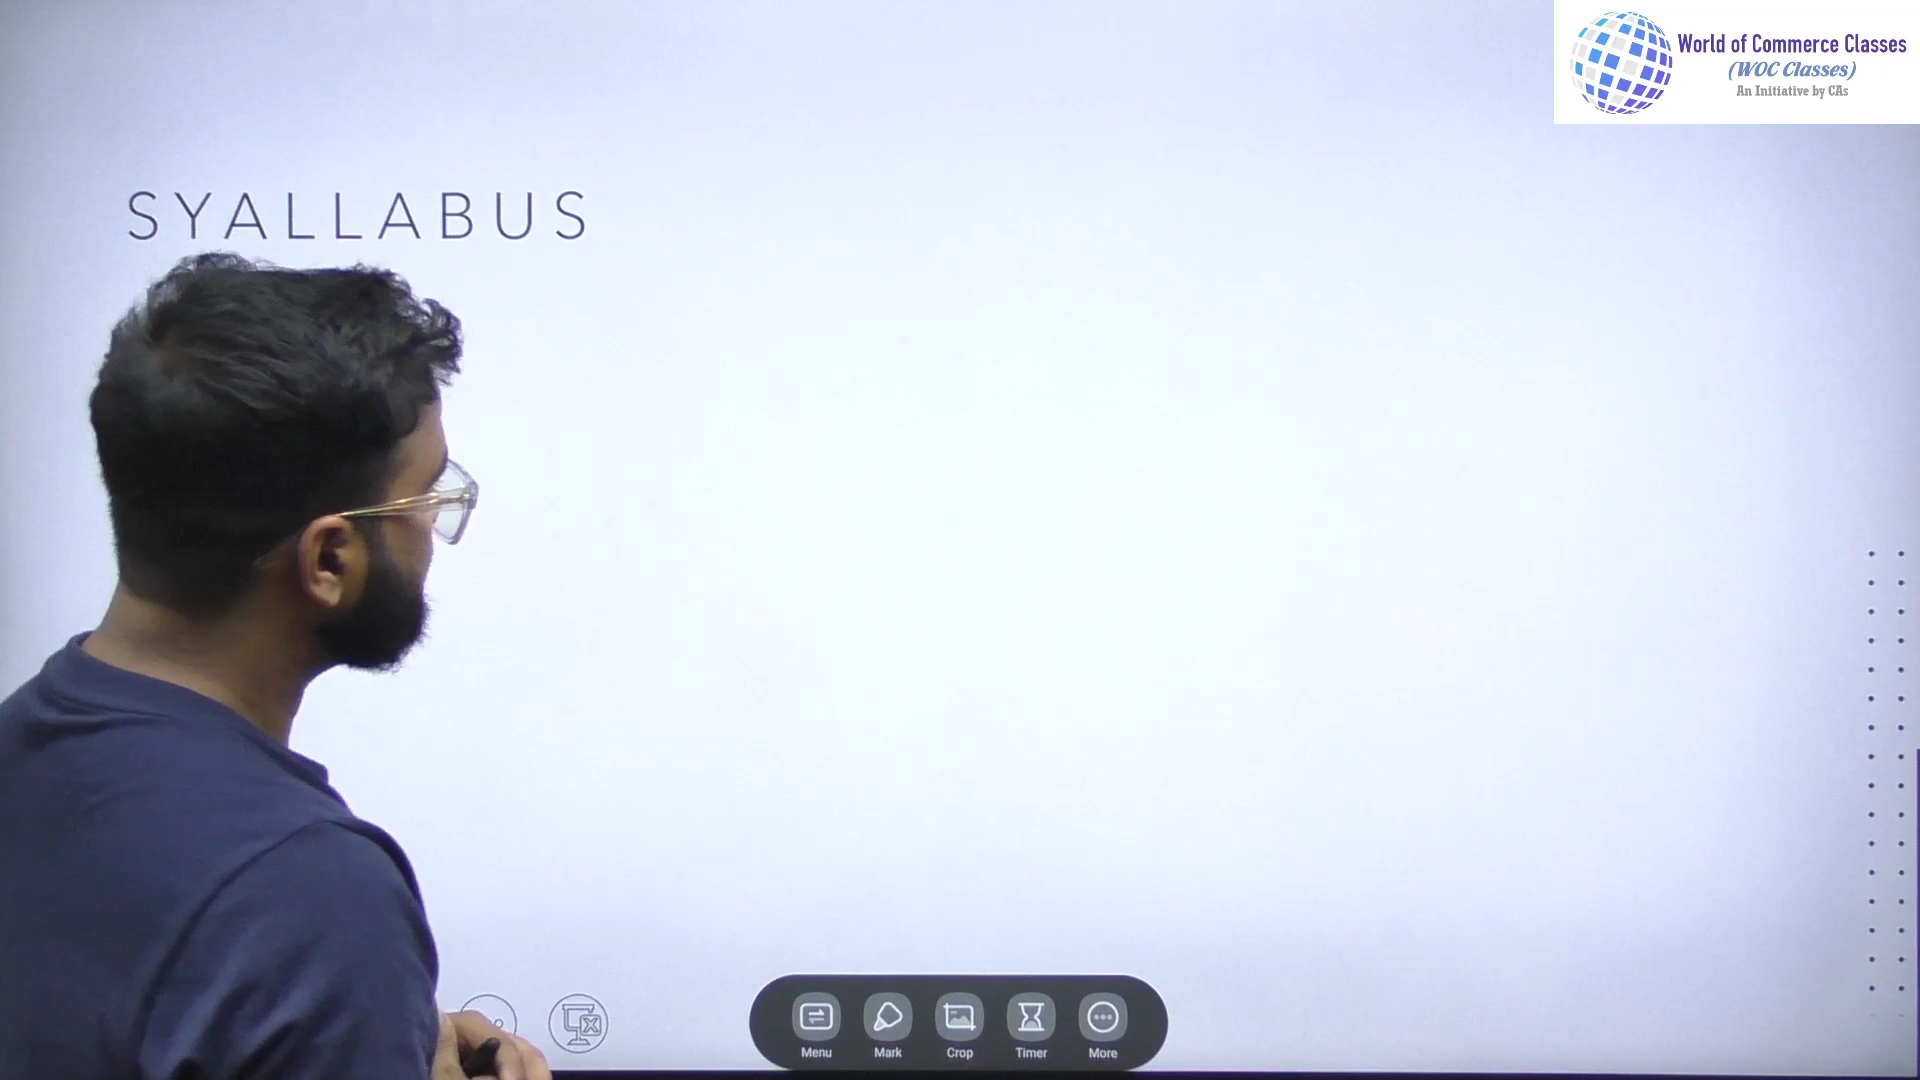 World of Commerce Classes
(WOC Classes)
An Initiative by CAs
SYALLABUS
Menu
Mark
Crop
Timer
More